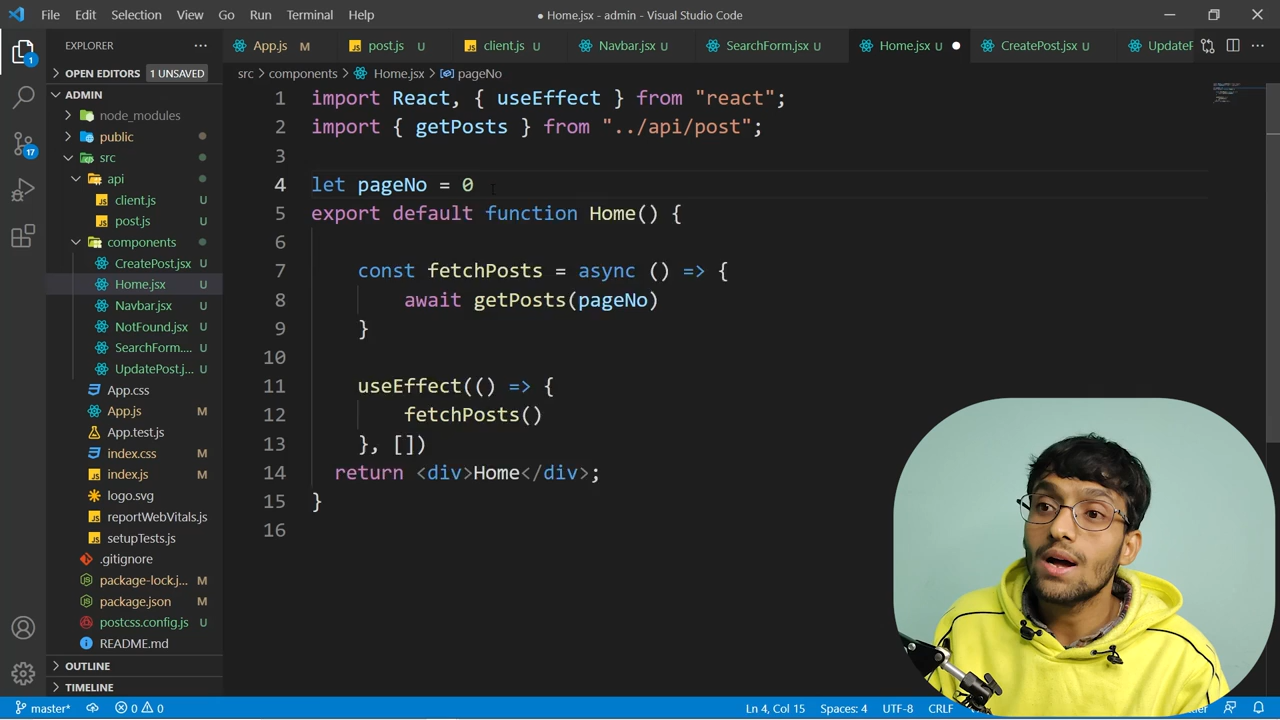 File Edit Selection View Go Run Terminal Help
● Home.jsx - admin - Visual Studio Code
EXPLORER ...
OPEN EDITORS 1 UNSAVED
ADMIN
node_modules
public
src
api
client.js U
post.js U
components
CreatePost.jsx U
Home.jsx U
Navbar.jsx U
NotFound.jsx U
SearchForm.... U
UpdatePost.j... U
App.css
App.js M
App.test.js
index.css M
index.js M
logo.svg
reportWebVitals.js
setupTests.js
.gitignore
package-lock.j... M
package.json M
postcss.config.js U
README.md
OUTLINE
TIMELINE
1
17
App.js M post.js U client.js U Navbar.jsx U SearchForm.jsx U Home.jsx U ● CreatePost.jsx U UpdateF
src > components > Home.jsx > pageNo
1 import React, { useEffect } from "react";
2 import { getPosts } from "../api/post";
3
4 let pageNo = 0
5 export default function Home() {
6
7 const fetchPosts = async () => {
8 await getPosts(pageNo)
9 }
10
11 useEffect(() => {
12 fetchPosts()
13 }, [])
14 return <div>Home</div>;
15 }
16
master* 0 0 Ln 4, Col 15 Spaces: 4 UTF-8 CRLF